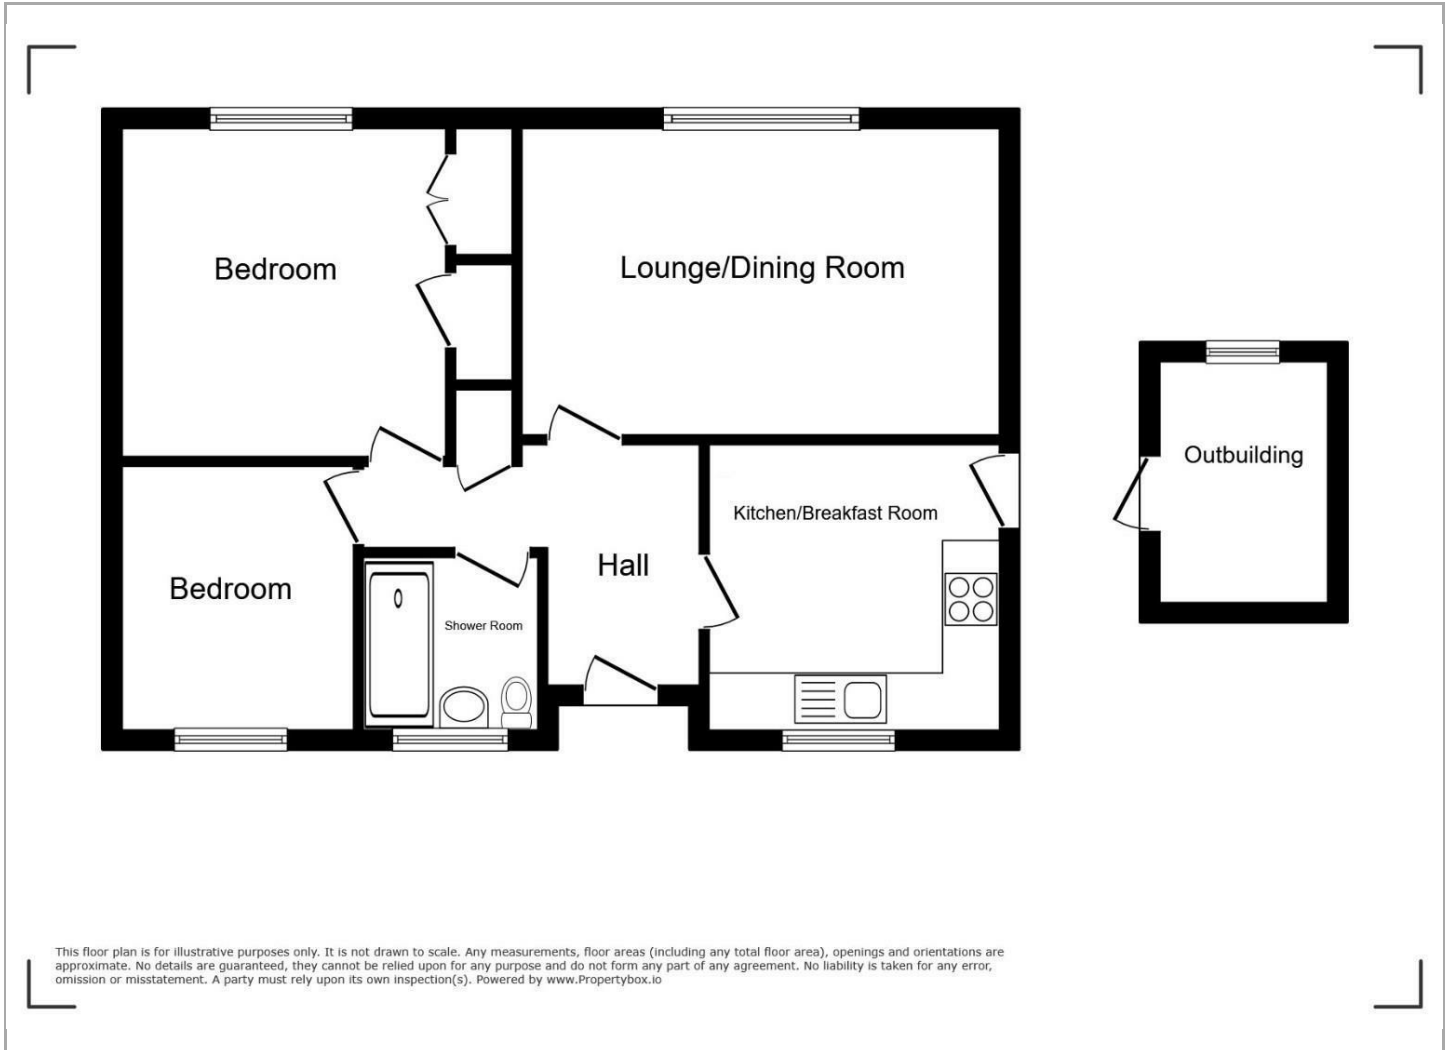 Bedroom
Lounge/Dining Room
Outbuilding
Kitchen/Breakfast Room
Hall
Bedroom
Shower Room
This floor plan is for illustrative purposes only. It is not drawn to scale. Any measurements, floor areas (including any total floor area), openings and orientations are
approximate. No details are guaranteed, they cannot be relied upon for any purpose and do not form any part of any agreement. No liability is taken for any error,
omission or misstatement. A party must rely upon its own inspection(s). Powered by www.Propertybox.io